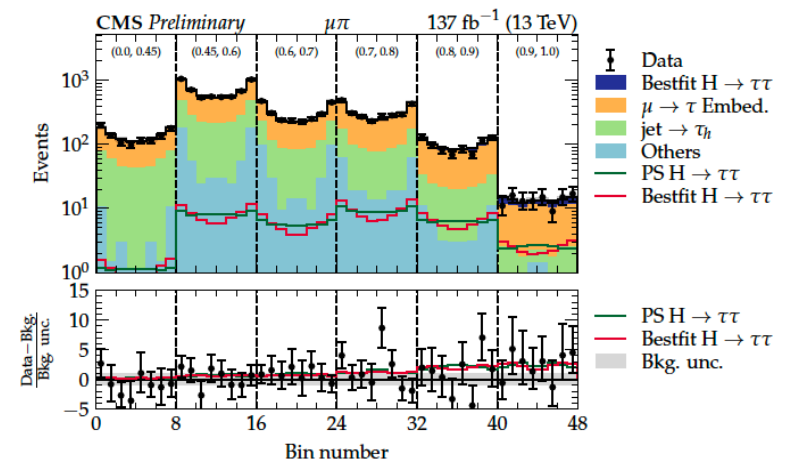 CMS Preliminary μπ 137 fb⁻¹ (13 TeV)
(0.0, 0.45) (0.45, 0.6) (0.6, 0.7) (0.7, 0.8) (0.8, 0.9) (0.9, 1.0)
Events
10³
10²
10¹
10⁰
Data
Bestfit H → ττ
μ → τ Embed.
jet → τₕ
Others
PS H → ττ
Bestfit H → ττ
Data−Bkg.
Bkg. unc.
15
10
5
0
−5
PS H → ττ
Bestfit H → ττ
Bkg. unc.
0 8 16 24 32 40 48
Bin number